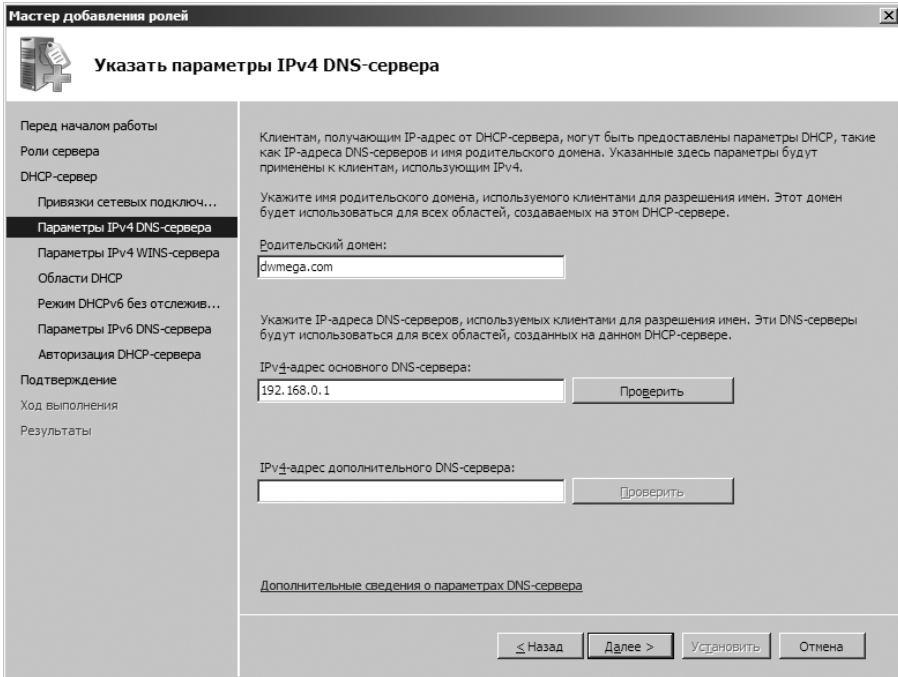 Мастер добавления ролей
Указать параметры IPv4 DNS-сервера
Перед началом работы
Роли сервера
DHCP-сервер
Привязки сетевых подключ...
Параметры IPv4 DNS-сервера
Параметры IPv4 WINS-сервера
Области DHCP
Режим DHCPv6 без отслежив...
Параметры IPv6 DNS-сервера
Авторизация DHCP-сервера
Подтверждение
Ход выполнения
Результаты
Клиентам, получающим IP-адрес от DHCP-сервера, могут быть предоставлены параметры DHCP, такие
как IP-адреса DNS-серверов и имя родительского домена. Указанные здесь параметры будут
применены к клиентам, использующим IPv4.
Укажите имя родительского домена, используемого клиентами для разрешения имен. Этот домен
будет использоваться для всех областей, создаваемых на этом DHCP-сервере.
Родительский домен:
dwmega.com
Укажите IP-адреса DNS-серверов, используемых клиентами для разрешения имен. Эти DNS-серверы
будут использоваться для всех областей, созданных на данном DHCP-сервере.
IPv4-адрес основного DNS-сервера:
192.168.0.1
Проверить
IPv4-адрес дополнительного DNS-сервера:
Проверить
Дополнительные сведения о параметрах DNS-сервера
< Назад
Далее >
Установить
Отмена